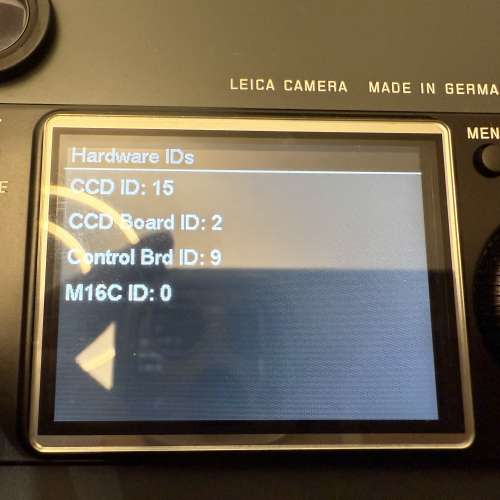 LEICA CAMERA MADE IN GERMA
MEN
Hardware IDs
CCD ID: 15
CCD Board ID: 2
Control Brd ID: 9
M16C ID: 0